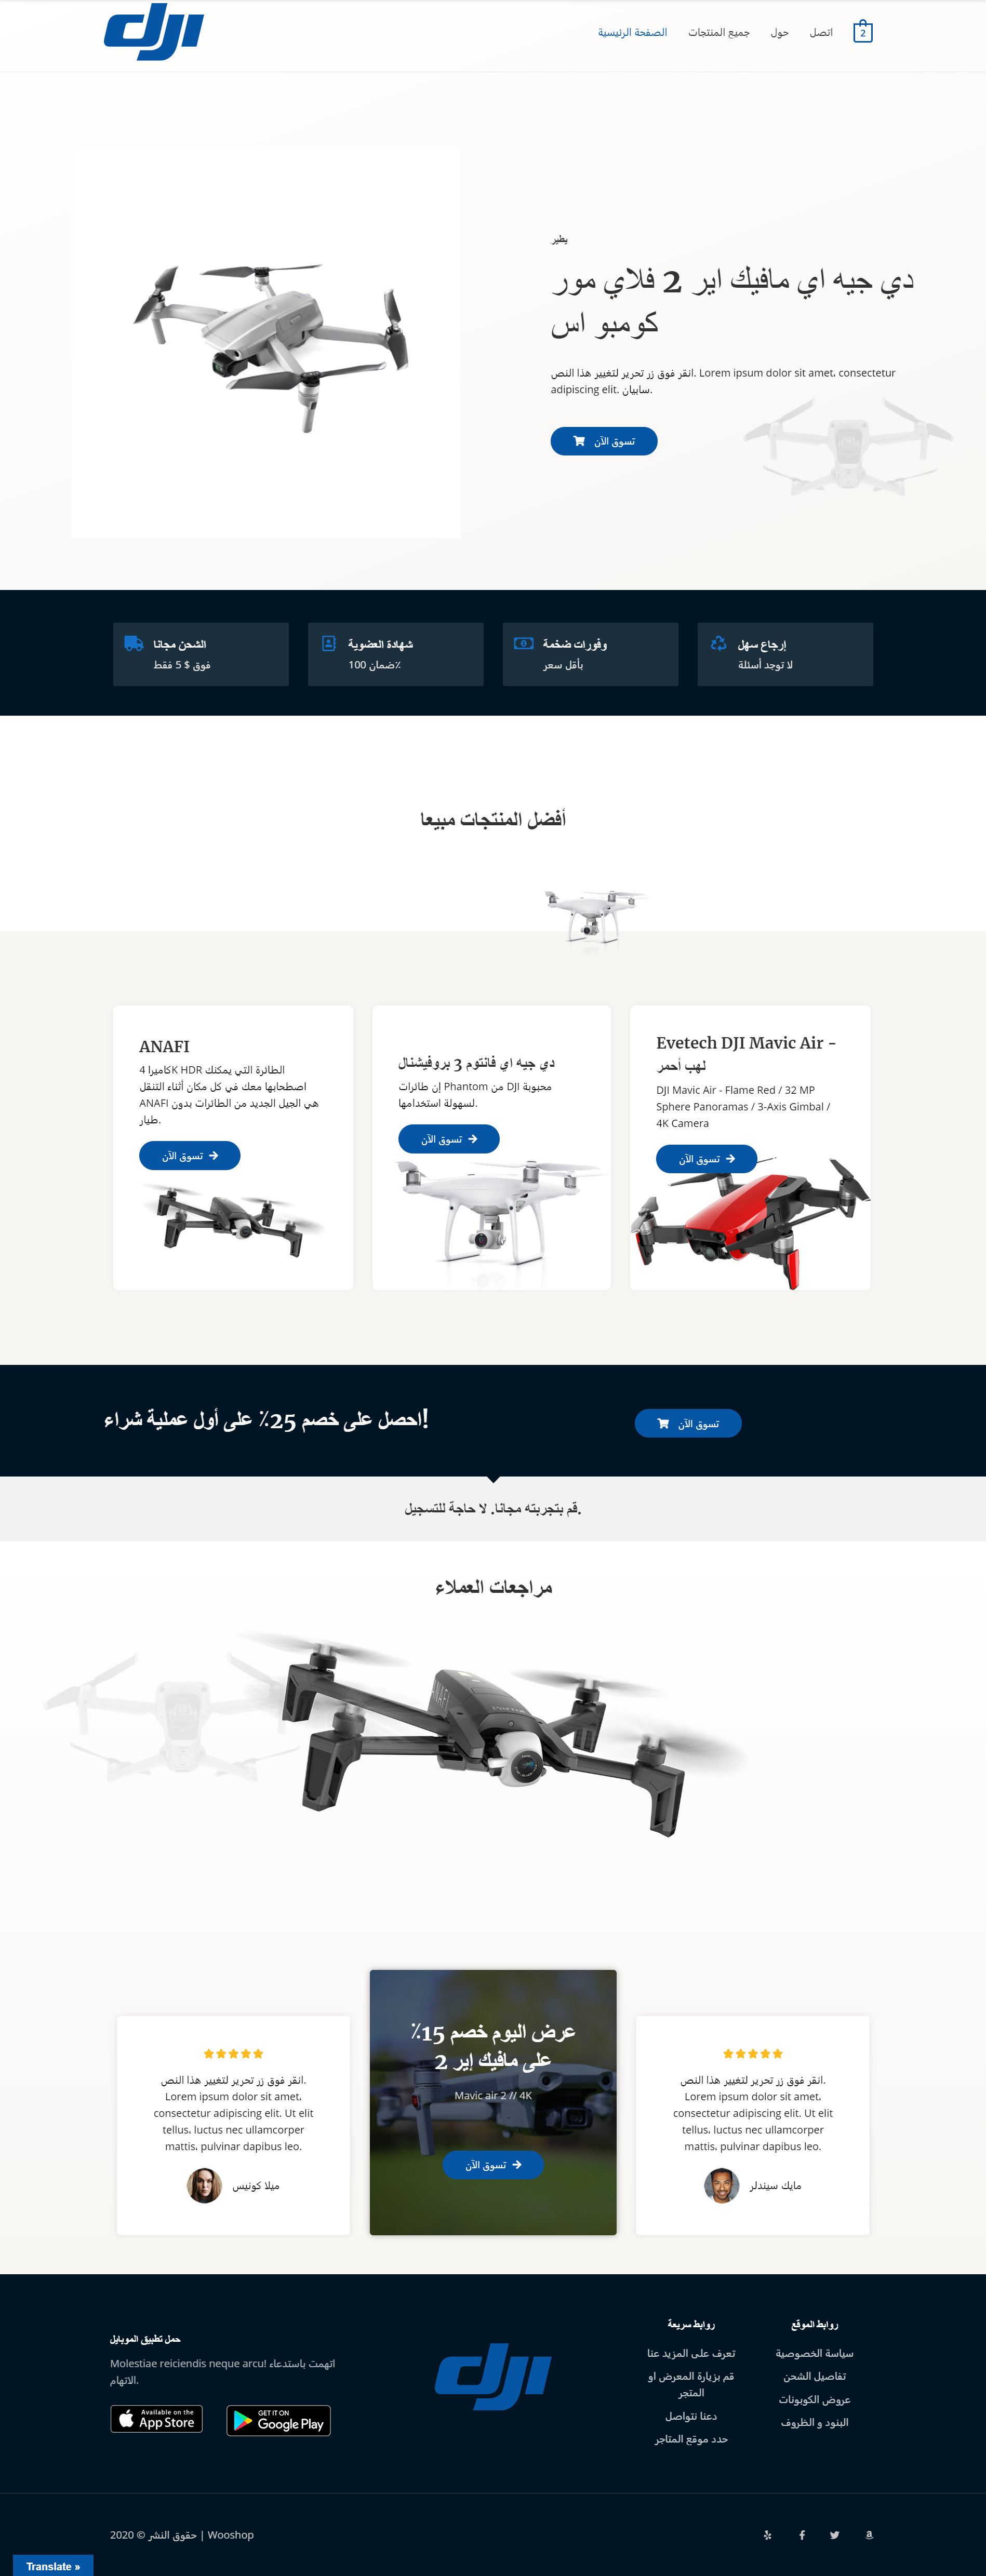 dji
الصفحة الرئيسية
جميع المنتجات
حول
اتصل
2
يطير
دي جيه اي مافيك اير 2 فلاي مور
كومبو اس
انقر فوق زر تحرير لتغيير هذا النص. Lorem ipsum dolor sit amet، consectetur
adipiscing elit. سابيان.
تسوق الآن
الشحن مجانا
فوق $ 5 فقط
شهادة العضوية
ضمان 100٪
وفورات ضخمة
بأقل سعر
إرجاع سهل
لا توجد أسئلة
أفضل المنتجات مبيعا
ANAFI
كاميرا 4K HDR الطائرة التي يمكنك
اصطحابها معك في كل مكان أثناء التنقل
ANAFI هي الجيل الجديد من الطائرات بدون
طيار.
تسوق الآن
دي جيه اي فانتوم 3 بروفيشنال
إن طائرات Phantom من DJI محبوبة
لسهولة استخدامها.
تسوق الآن
Evetech DJI Mavic Air -
لهب أحمر
DJI Mavic Air - Flame Red / 32 MP
Sphere Panoramas / 3-Axis Gimbal /
4K Camera
تسوق الآن
احصل على خصم 25٪ على أول عملية شراء!
تسوق الآن
قم بتجربته مجانا. لا حاجة للتسجيل.
مراجعات العملاء
ANAFI
انقر فوق زر تحرير لتغيير هذا النص.
Lorem ipsum dolor sit amet،
consectetur adipiscing elit. Ut elit
tellus، luctus nec ullamcorper
mattis، pulvinar dapibus leo.
ميلا كونيس
عرض اليوم خصم 15٪
على مافيك إير 2
Mavic air 2 // 4K
تسوق الآن
انقر فوق زر تحرير لتغيير هذا النص.
Lorem ipsum dolor sit amet،
consectetur adipiscing elit. Ut elit
tellus، luctus nec ullamcorper
mattis، pulvinar dapibus leo.
مايك سيندلر
حمل تطبيق الموبايل
Molestiae reiciendis neque arcu! اتهمت باستدعاء
الاتهام.
Available on the
App Store
GET IT ON
Google Play
dji
روابط سريعة
تعرف على المزيد عنا
قم بزيارة المعرض او
المتجر
دعنا نتواصل
حدد موقع المتاجر
روابط الموقع
سياسة الخصوصية
تفاصيل الشحن
عروض الكوبونات
البنود و الظروف
حقوق النشر © 2020 | Wooshop
Translate »